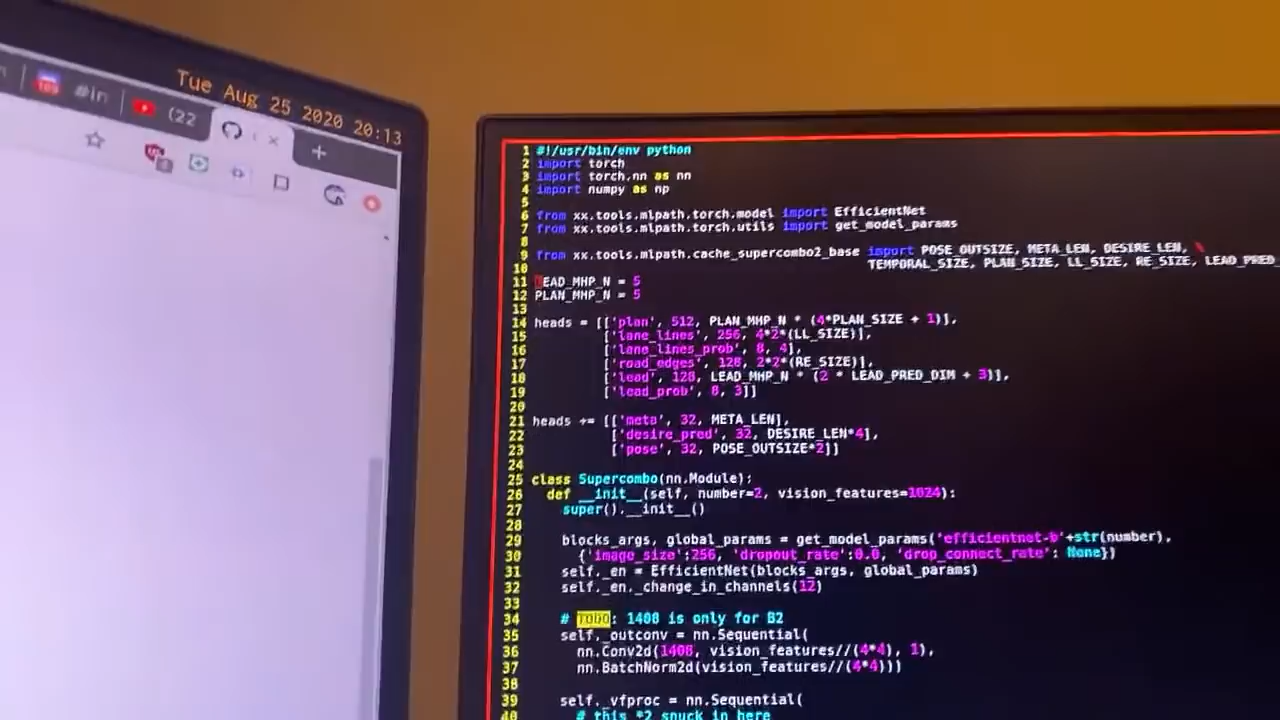 Tue Aug 25 2020 20:13
#in
(22
1 #!/usr/bin/env python
2 import torch
3 import torch.nn as nn
4 import numpy as np
5
6 from xx.tools.mlpath.torch.model import EfficientNet
7 from xx.tools.mlpath.torch.utils import get_model_params
8
9 from xx.tools.mlpath.cache_supercombo2_base import POSE_OUTSIZE, META_LEN, DESIRE_LEN, \
10 TEMPORAL_SIZE, PLAN_SIZE, LL_SIZE, RE_SIZE, LEAD_PRED
11 LEAD_MHP_N = 5
12 PLAN_MHP_N = 5
13
14 heads = [['plan', 512, PLAN_MHP_N * (4*PLAN_SIZE + 1)],
15 ['lane_lines', 256, 4*2*(LL_SIZE)],
16 ['lane_lines_prob', 8, 4],
17 ['road_edges', 128, 2*2*(RE_SIZE)],
18 ['lead', 128, LEAD_MHP_N * (2 * LEAD_PRED_DIM + 3)],
19 ['lead_prob', 8, 3]]
20
21 heads += [['meta', 32, META_LEN],
22 ['desire_pred', 32, DESIRE_LEN*4],
23 ['pose', 32, POSE_OUTSIZE*2]]
24
25 class Supercombo(nn.Module):
26 def __init__(self, number=2, vision_features=1024):
27 super().__init__()
28
29 blocks_args, global_params = get_model_params('efficientnet-b'+str(number),
30 {'image_size':256, 'dropout_rate':0.0, 'drop_connect_rate': None})
31 self._en = EfficientNet(blocks_args, global_params)
32 self._en._change_in_channels(12)
33
34 # TODO: 1408 is only for B2
35 self._outconv = nn.Sequential(
36 nn.Conv2d(1408, vision_features//(4*4), 1),
37 nn.BatchNorm2d(vision_features//(4*4)))
38
39 self._vfproc = nn.Sequential(
40 # this *2 snuck in here